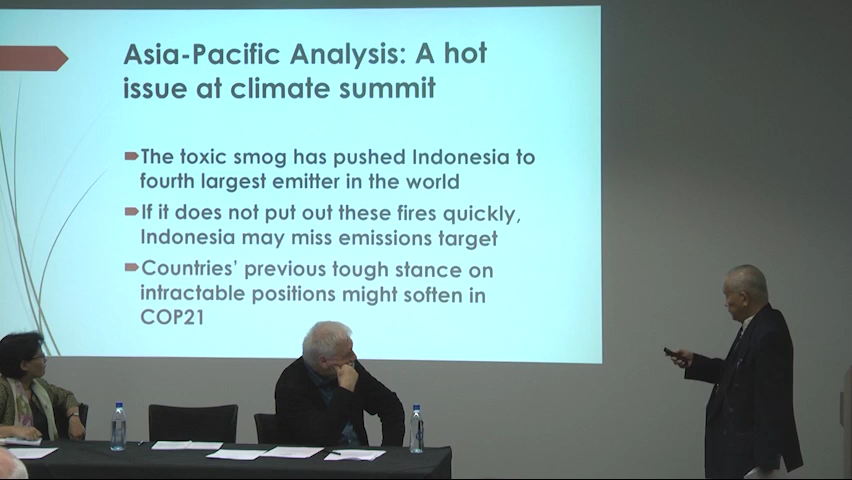 Asia-Pacific Analysis: A hot
issue at climate summit
The toxic smog has pushed Indonesia to
fourth largest emitter in the world
If it does not put out these fires quickly,
Indonesia may miss emissions target
Countries' previous tough stance on
intractable positions might soften in
COP21